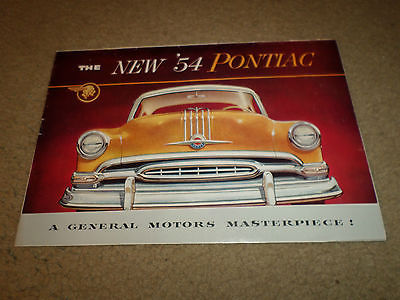 THE NEW '54 PONTIAC
A GENERAL MOTORS MASTERPIECE!